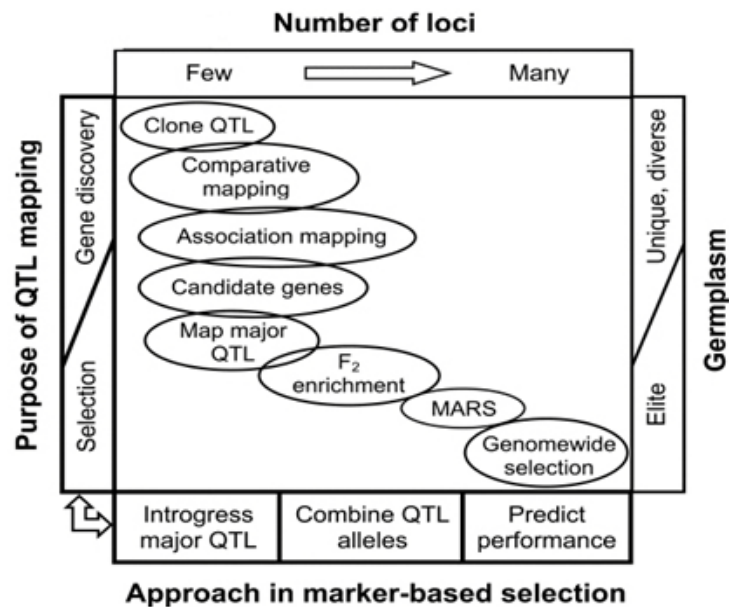 Number of loci
Few
Many
Purpose of QTL mapping
Gene discovery
Selection
Clone QTL
Comparative
mapping
Association mapping
Candidate genes
Map major
QTL
F₂
enrichment
MARS
Genomewide
selection
Unique, diverse
Elite
Germplasm
Introgress
major QTL
Combine QTL
alleles
Predict
performance
Approach in marker-based selection